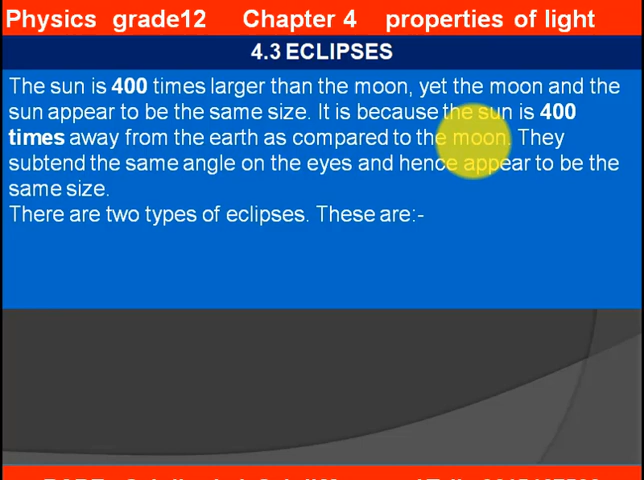 Physics grade12 Chapter 4 properties of light
4.3 ECLIPSES
The sun is 400 times larger than the moon, yet the moon and the
sun appear to be the same size. It is because the sun is 400
times away from the earth as compared to the moon. They
subtend the same angle on the eyes and hence appear to be the
same size.
There are two types of eclipses. These are:-